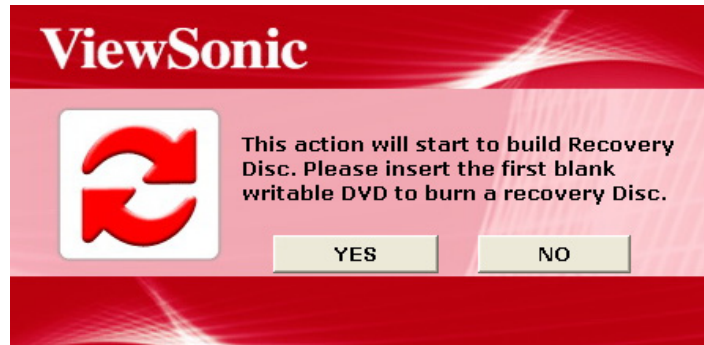 ViewSonic
This action will start to build Recovery
Disc. Please insert the first blank
writable DVD to burn a recovery Disc.
YES NO